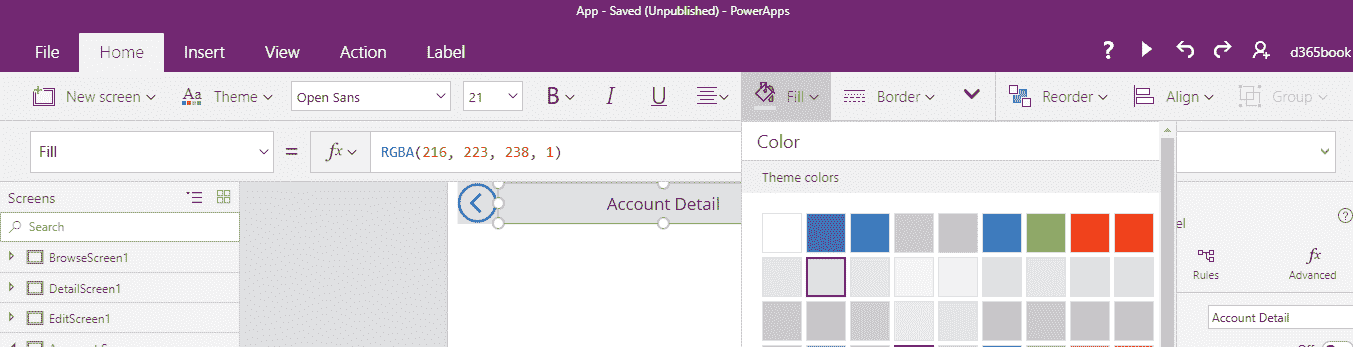 App - Saved (Unpublished) - PowerApps
File Home Insert View Action Label ? d365book
New screen Aa Theme Open Sans 21 B I U Fill Border Reorder Align Group
Fill = fx RGBA(216, 223, 238, 1)
Color
Theme colors
Screens
Search
Account Detail
?
BrowseScreen1
Rules
Advanced
DetailScreen1
EditScreen1
Account Detail